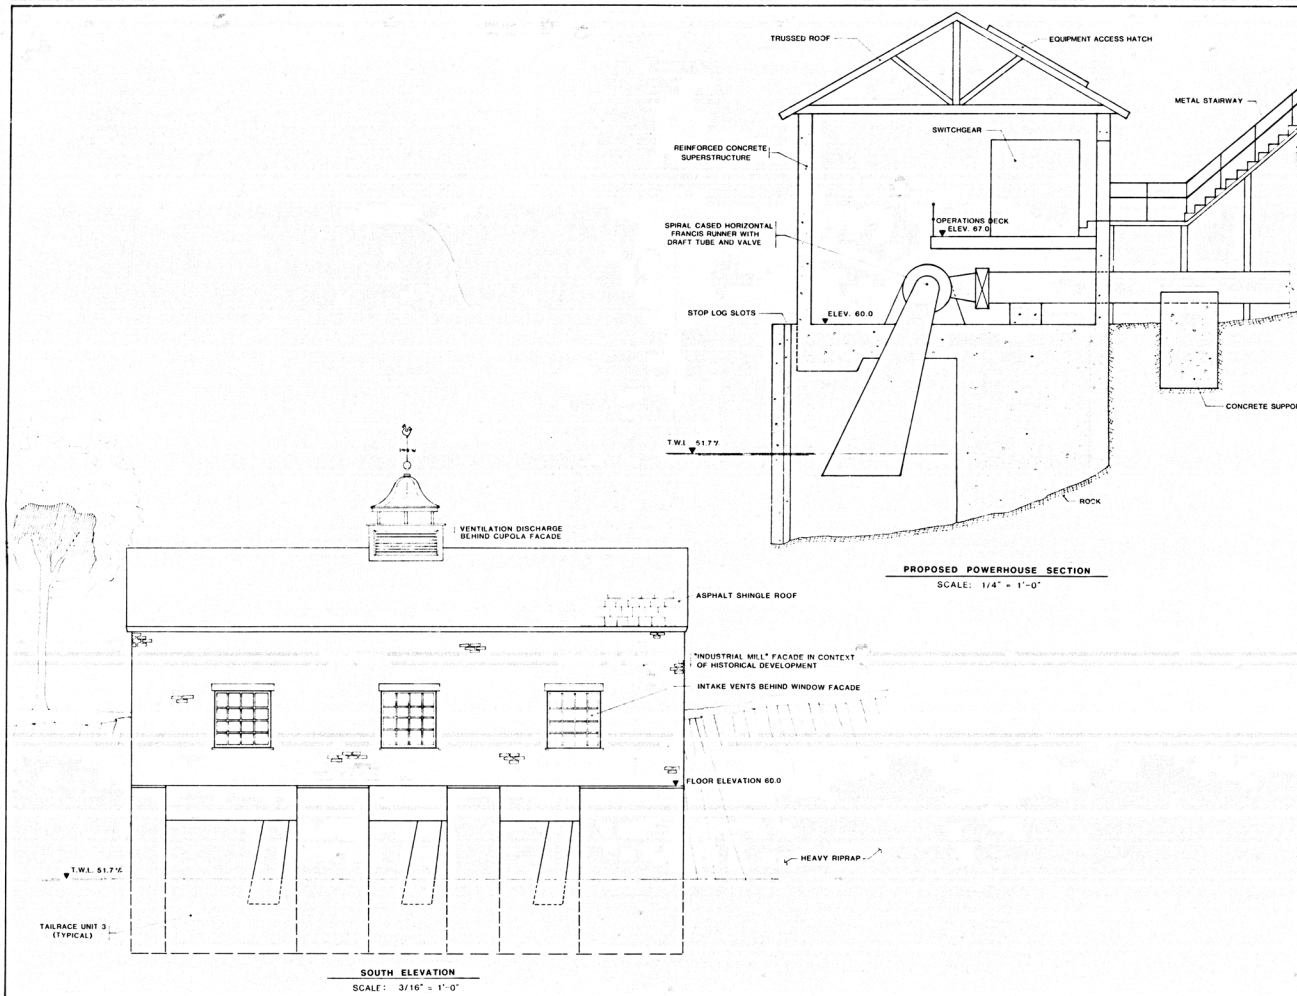 TRUSSED ROOF
EQUIPMENT ACCESS HATCH
METAL STAIRWAY
SWITCHGEAR
REINFORCED CONCRETE
SUPERSTRUCTURE
SPIRAL CASED HORIZONTAL
FRANCIS RUNNER WITH
DRAFT TUBE AND VALVE
OPERATIONS DECK
ELEV. 67.0
STOP LOG SLOTS
ELEV. 60.0
CONCRETE SUPPO
T.W.L. 51.7
ROCK
PROPOSED POWERHOUSE SECTION
SCALE: 1/4" = 1'-0"
VENTILATION DISCHARGE
BEHIND CUPOLA FACADE
ASPHALT SHINGLE ROOF
"INDUSTRIAL MILL" FACADE IN CONTEXT
OF HISTORICAL DEVELOPMENT
INTAKE VENTS BEHIND WINDOW FACADE
FLOOR ELEVATION 60.0
HEAVY RIPRAP
T.W.L. 51.7
TAILRACE UNIT 3
(TYPICAL)
SOUTH ELEVATION
SCALE: 3/16" = 1'-0"